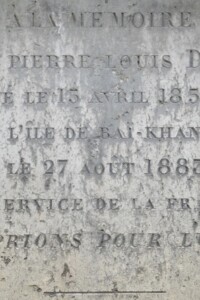 A LA MEMOIRE
PIERRE LOUIS D
E LE 13 AVRIL 185
L'ILE DE BAI-KHAN
LE 27 AOUT 1883
SERVICE DE LA FR
PRIONS POUR L